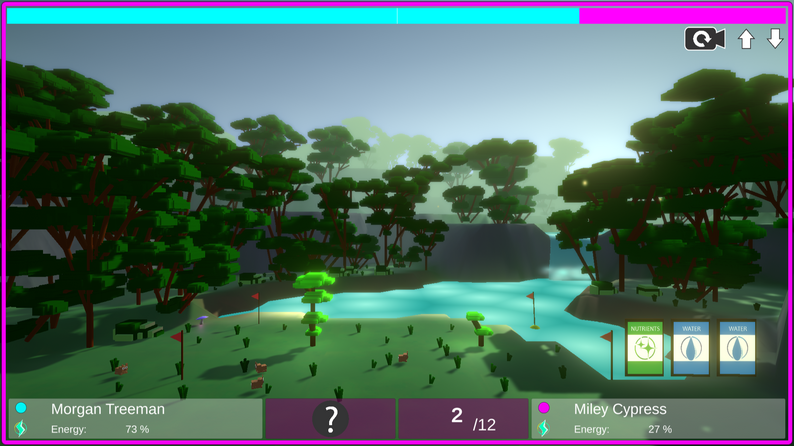 NUTRIENTS
WATER
WATER
Morgan Treeman
Energy: 73 %
?
2 /12
Miley Cypress
Energy: 27 %